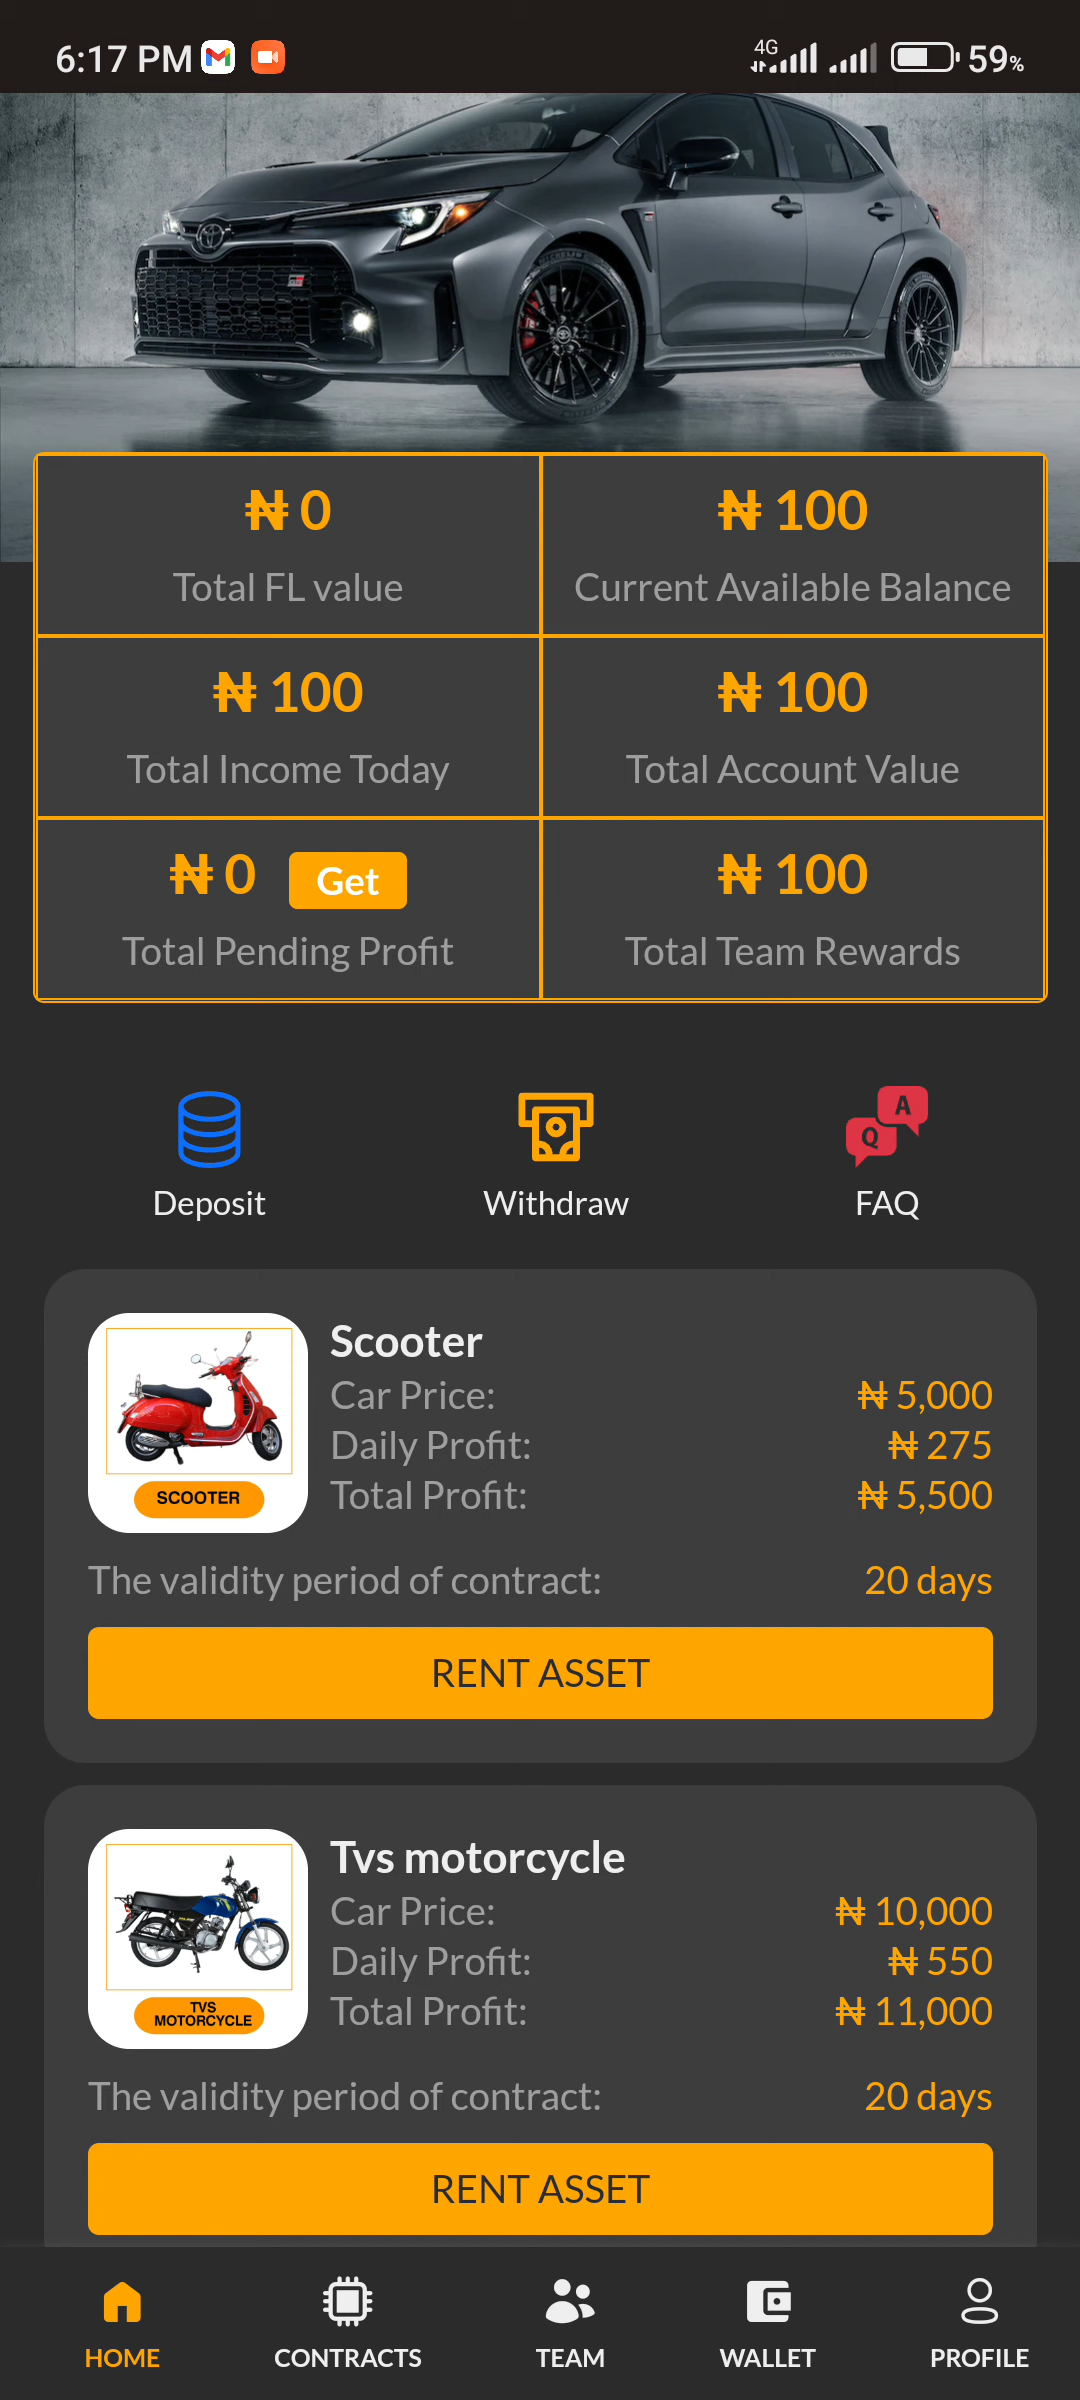 6:17 PM
4G
59%
₦ 0
₦ 100
Total FL value
Current Available Balance
₦ 100
₦ 100
Total Income Today
Total Account Value
₦ 0 Get
₦ 100
Total Pending Profit
Total Team Rewards
A
Q
Deposit
Withdraw
FAQ
Scooter
Car Price: ₦ 5,000
Daily Profit: ₦ 275
Total Profit: ₦ 5,500
SCOOTER
The validity period of contract: 20 days
RENT ASSET
Tvs motorcycle
Car Price: ₦ 10,000
Daily Profit: ₦ 550
Total Profit: ₦ 11,000
TVS
MOTORCYCLE
The validity period of contract: 20 days
RENT ASSET
HOME
CONTRACTS
TEAM
WALLET
PROFILE